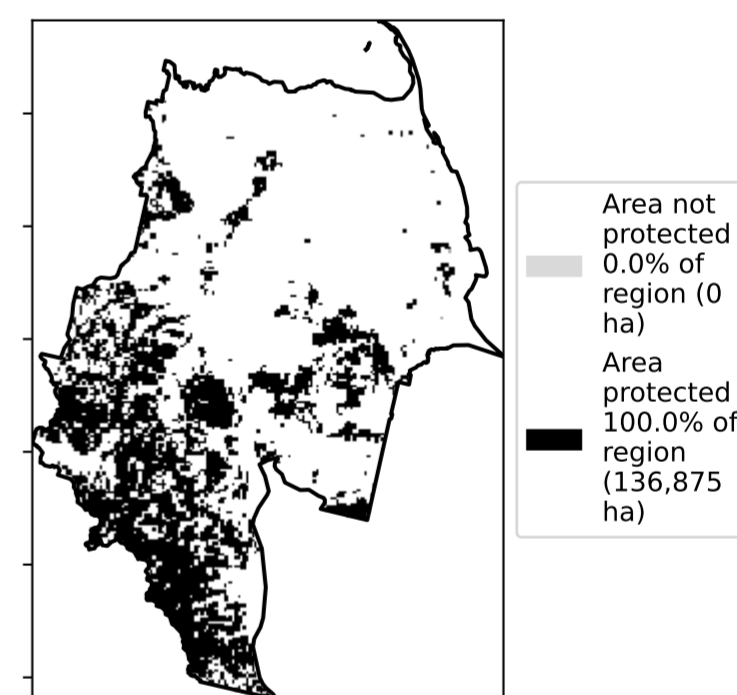 Area not
protected
0.0% of
region (0
ha)
Area
protected
100.0% of
region
(136,875
ha)